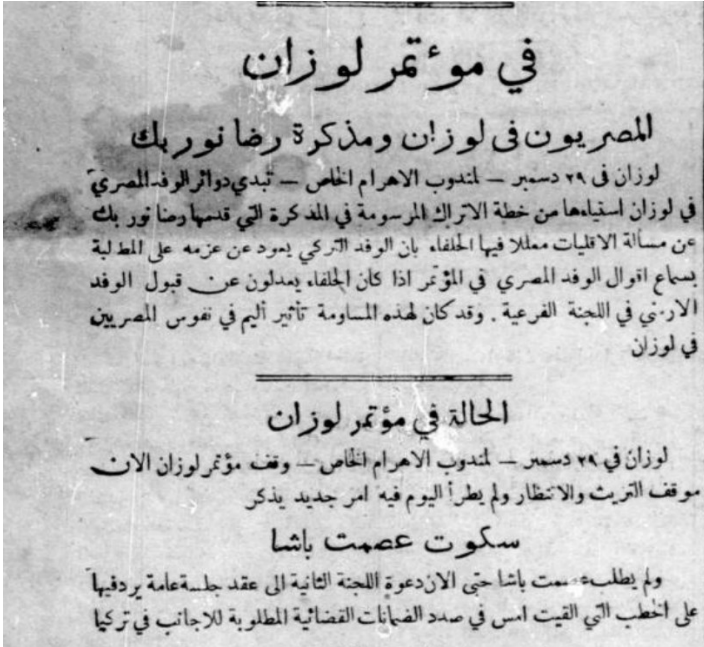 في موءتمر لوزان
المصريون فى لوزان ومذكرة رضا نور بك
لوزان فى ٢٩ دسمبر — لمندوب الاهرام الخاص — تبدي دوائر الوفد المصري
في لوزان استياءها من خطة الاتراك المرسومة في المذكرة التي قدمها رضا نور بك
عن مسألة الاقليات معللا فيها الحلفاء بان الوفد التركي يعود عن عزمه على المطالبة
بسماع اقوال الوفد المصري في المؤتمر اذا كان الحلفاء يعدلون عن قبول الوفد
الارمني في اللجنة الفرعية . وقد كان لهذه المساومة تأثير أليم في نفوس المصريين
في لوزان
الحالة في مؤتمر لوزان
لوزان في ٢٩ دسمبر — لمندوب الاهرام الخاص — وقف مؤتمر لوزان الان
موقف التريث والانتظار ولم يطرأ اليوم فيه امر جديد يذكر
سكوت عصمت باشا
ولم يطلب عصمت باشا حتى الان دعوة اللجنة الثانية الى عقد جلسة عامة يرد فيها
على الخطب التي القيت امس في صدد الضمانات القضائية المطلوبة للاجانب في تركيا